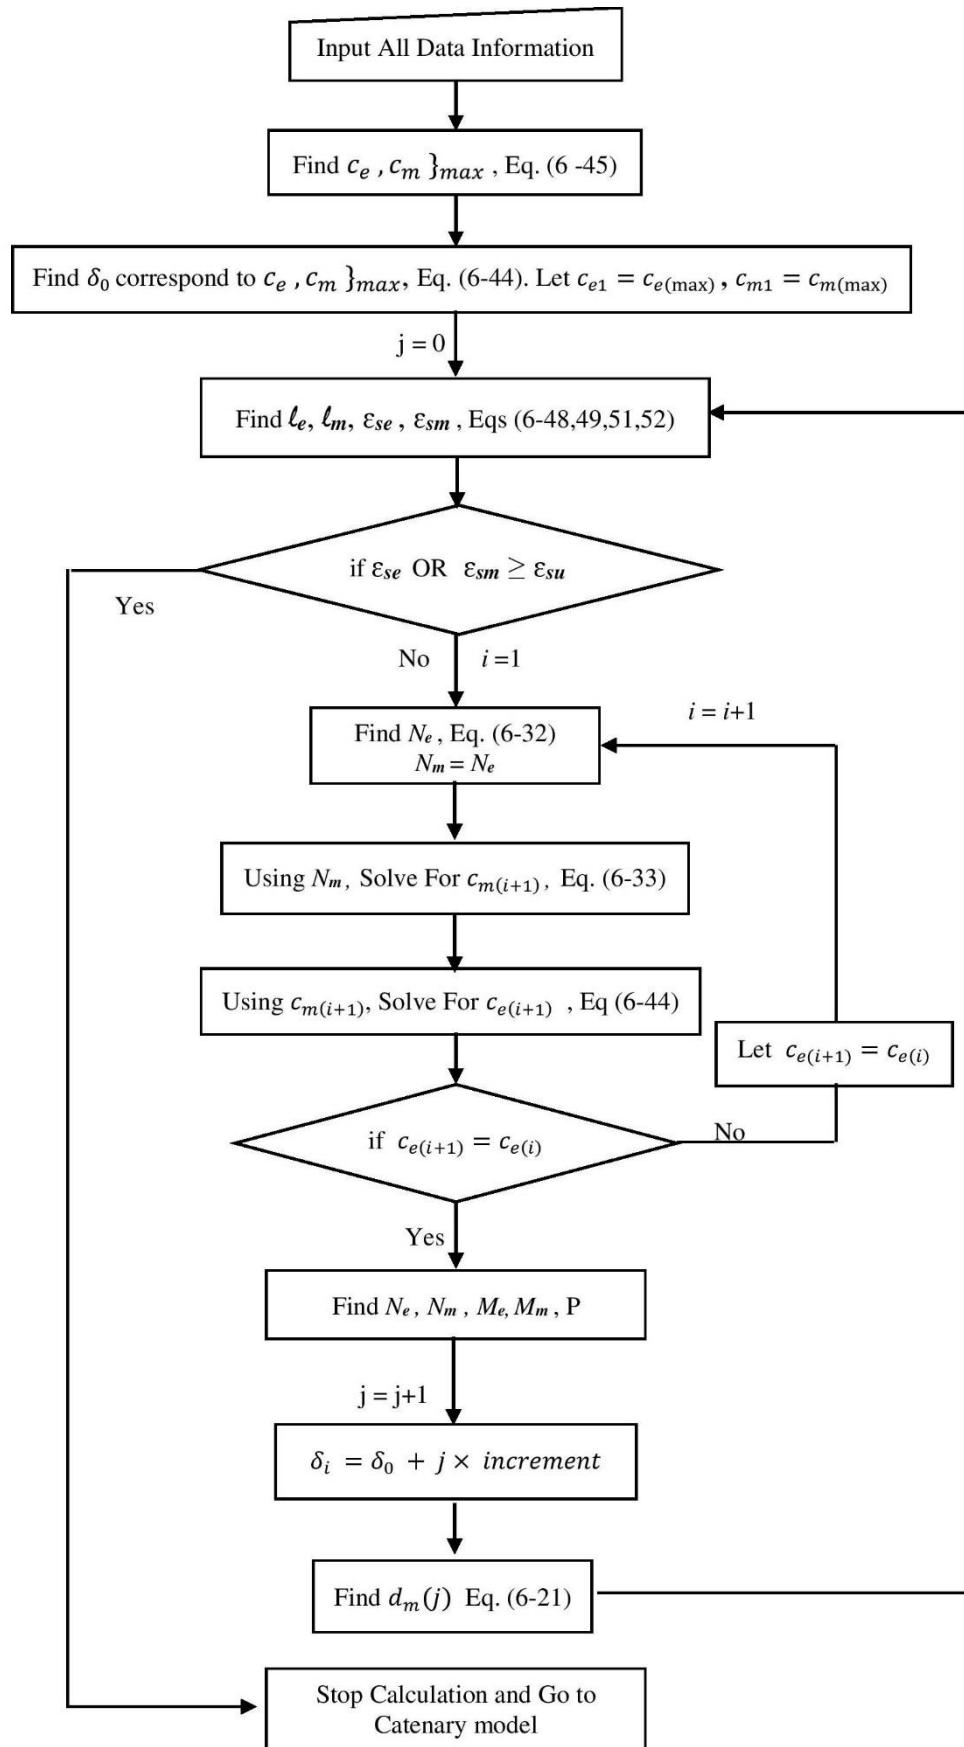 Input All Data Information
Find c_e , c_m }_max , Eq. (6 -45)
Find δ₀ correspond to c_e , c_m }_max, Eq. (6-44). Let c_e1 = c_e(max) , c_m1 = c_m(max)
j = 0
Find ℓ_e, ℓ_m, ε_se , ε_sm , Eqs (6-48,49,51,52)
if ε_se OR ε_sm ≥ ε_su
Yes
No i =1
i = i+1
Find N_e , Eq. (6-32)
N_m = N_e
Using N_m, Solve For c_m(i+1), Eq. (6-33)
Using c_m(i+1), Solve For c_e(i+1) , Eq (6-44)
Let c_e(i+1) = c_e(i)
if c_e(i+1) = c_e(i)
No
Yes
Find N_e , N_m , M_e, M_m , P
j = j+1
δ_i = δ₀ + j × increment
Find d_m(j) Eq. (6-21)
Stop Calculation and Go to
Catenary model